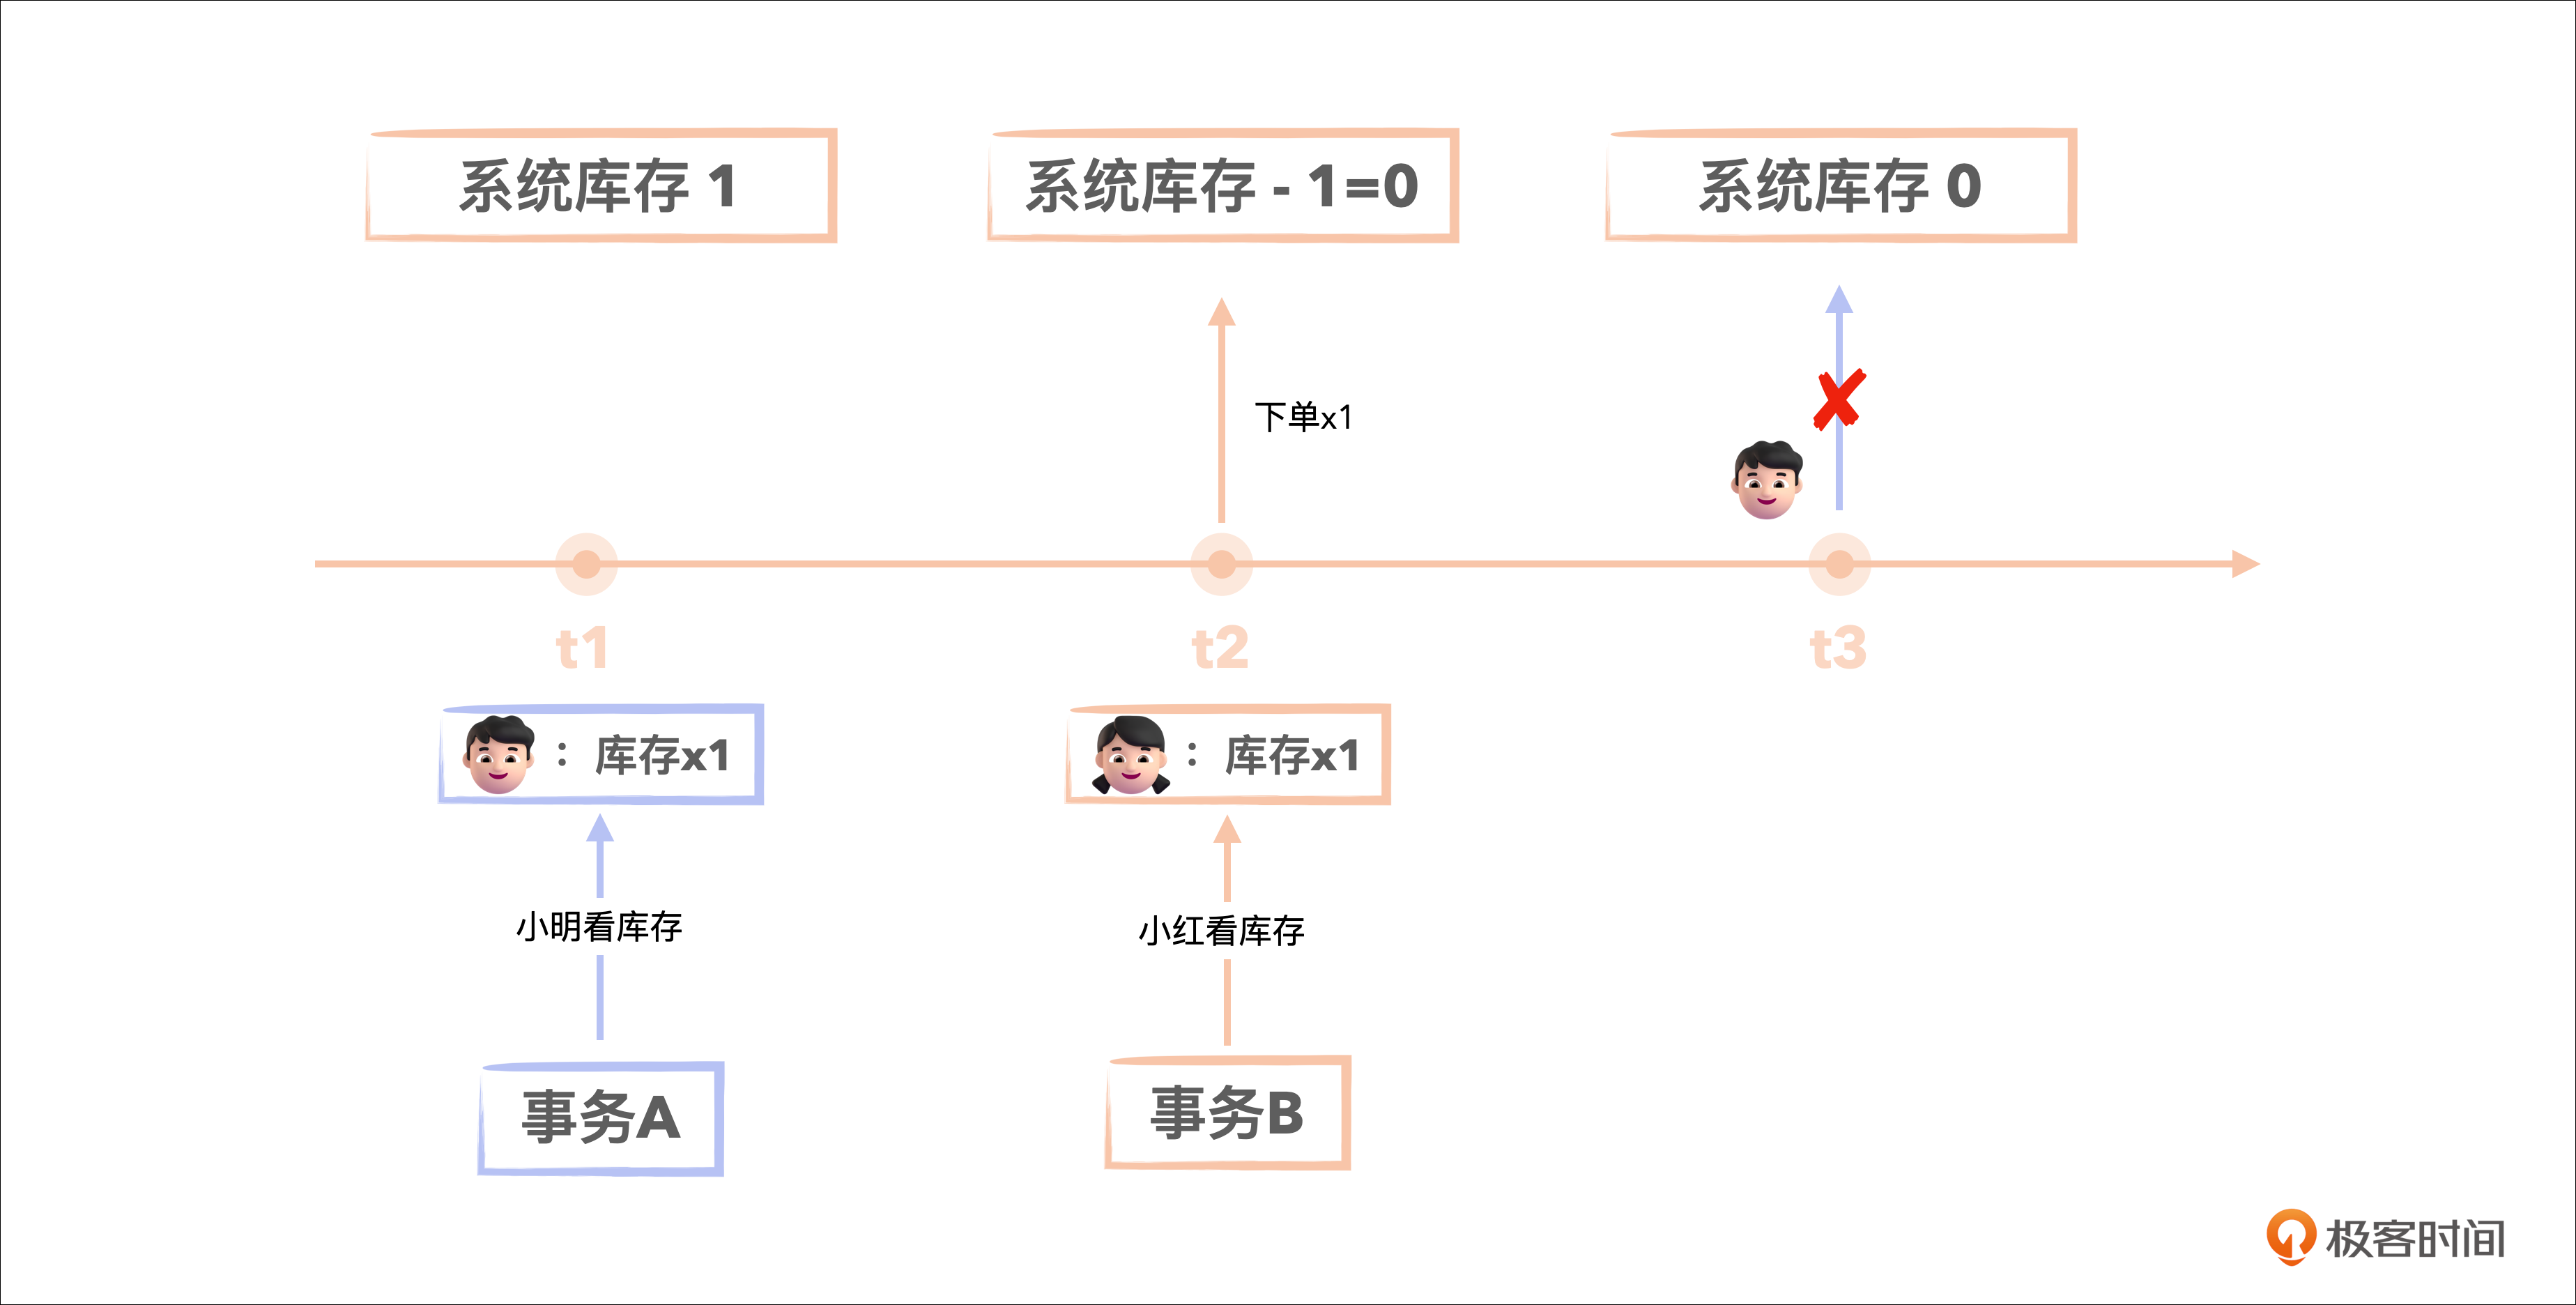 系统库存 1
系统库存 - 1=0
系统库存 0
下单x1
t1
t2
t3
：库存x1
：库存x1
小明看库存
小红看库存
事务A
事务B
极客时间